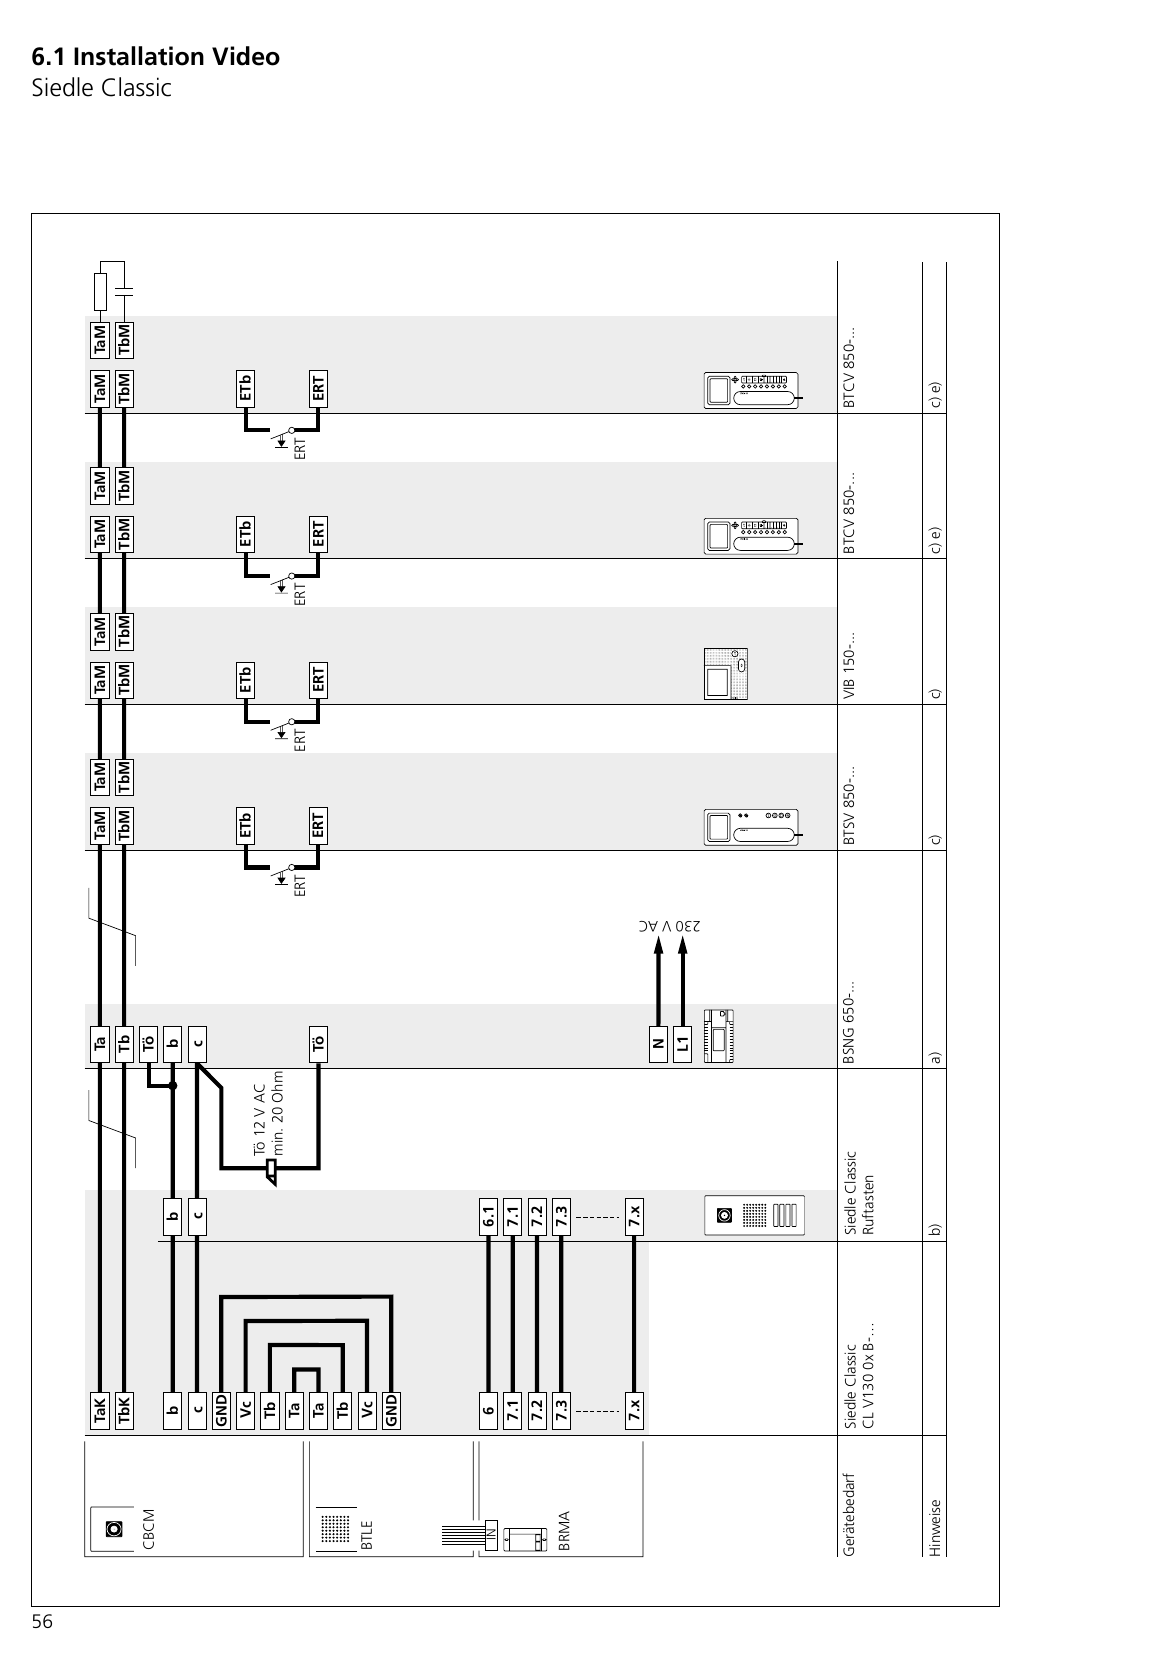 6.1 Installation Video
Siedle Classic
TaM TaM TaM TaM TaM TaM TaM TaM Ta TaK
TbM TbM TbM TbM TbM TbM TbM TbM Tb TbK
Tö
b b b
c c c
GND
ETb ETb ETb ETb Vc
Tb
ERT ERT ERT ERT Ta
ERT ERT ERT ERT Tö Ta
Tö 12 V AC
min. 20 Ohm
Tb
Vc
GND
6.1 6
7.1 7.1
7.2 7.2
7.3 7.3
7.x 7.x
230 V AC
N
L1
CBCM
BTLE
IN
BRMA
Gerätebedarf
Siedle Classic
CL V130 0x B-…
Siedle Classic
Ruftasten
BSNG 650-...
BTSV 850-...
VIB 150-...
BTCV 850-...
BTCV 850-...
Hinweise
b)
a)
c)
c)
c) e)
c) e)
56